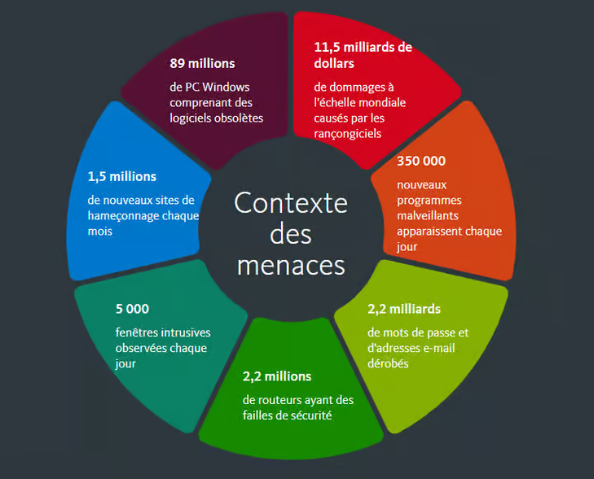 Contexte
des
menaces
11,5 milliards de
dollars
de dommages à
l'échelle mondiale
causés par les
rançongiciels
350 000
nouveaux
programmes
malveillants
apparaissent chaque
jour
2,2 milliards
de mots de passe et
d'adresses e-mail
dérobés
2,2 millions
de routeurs ayant des
failles de sécurité
5 000
fenêtres intrusives
observées chaque
jour
1,5 millions
de nouveaux sites de
hameçonnage chaque
mois
89 millions
de PC Windows
comprenant des
logiciels obsolètes